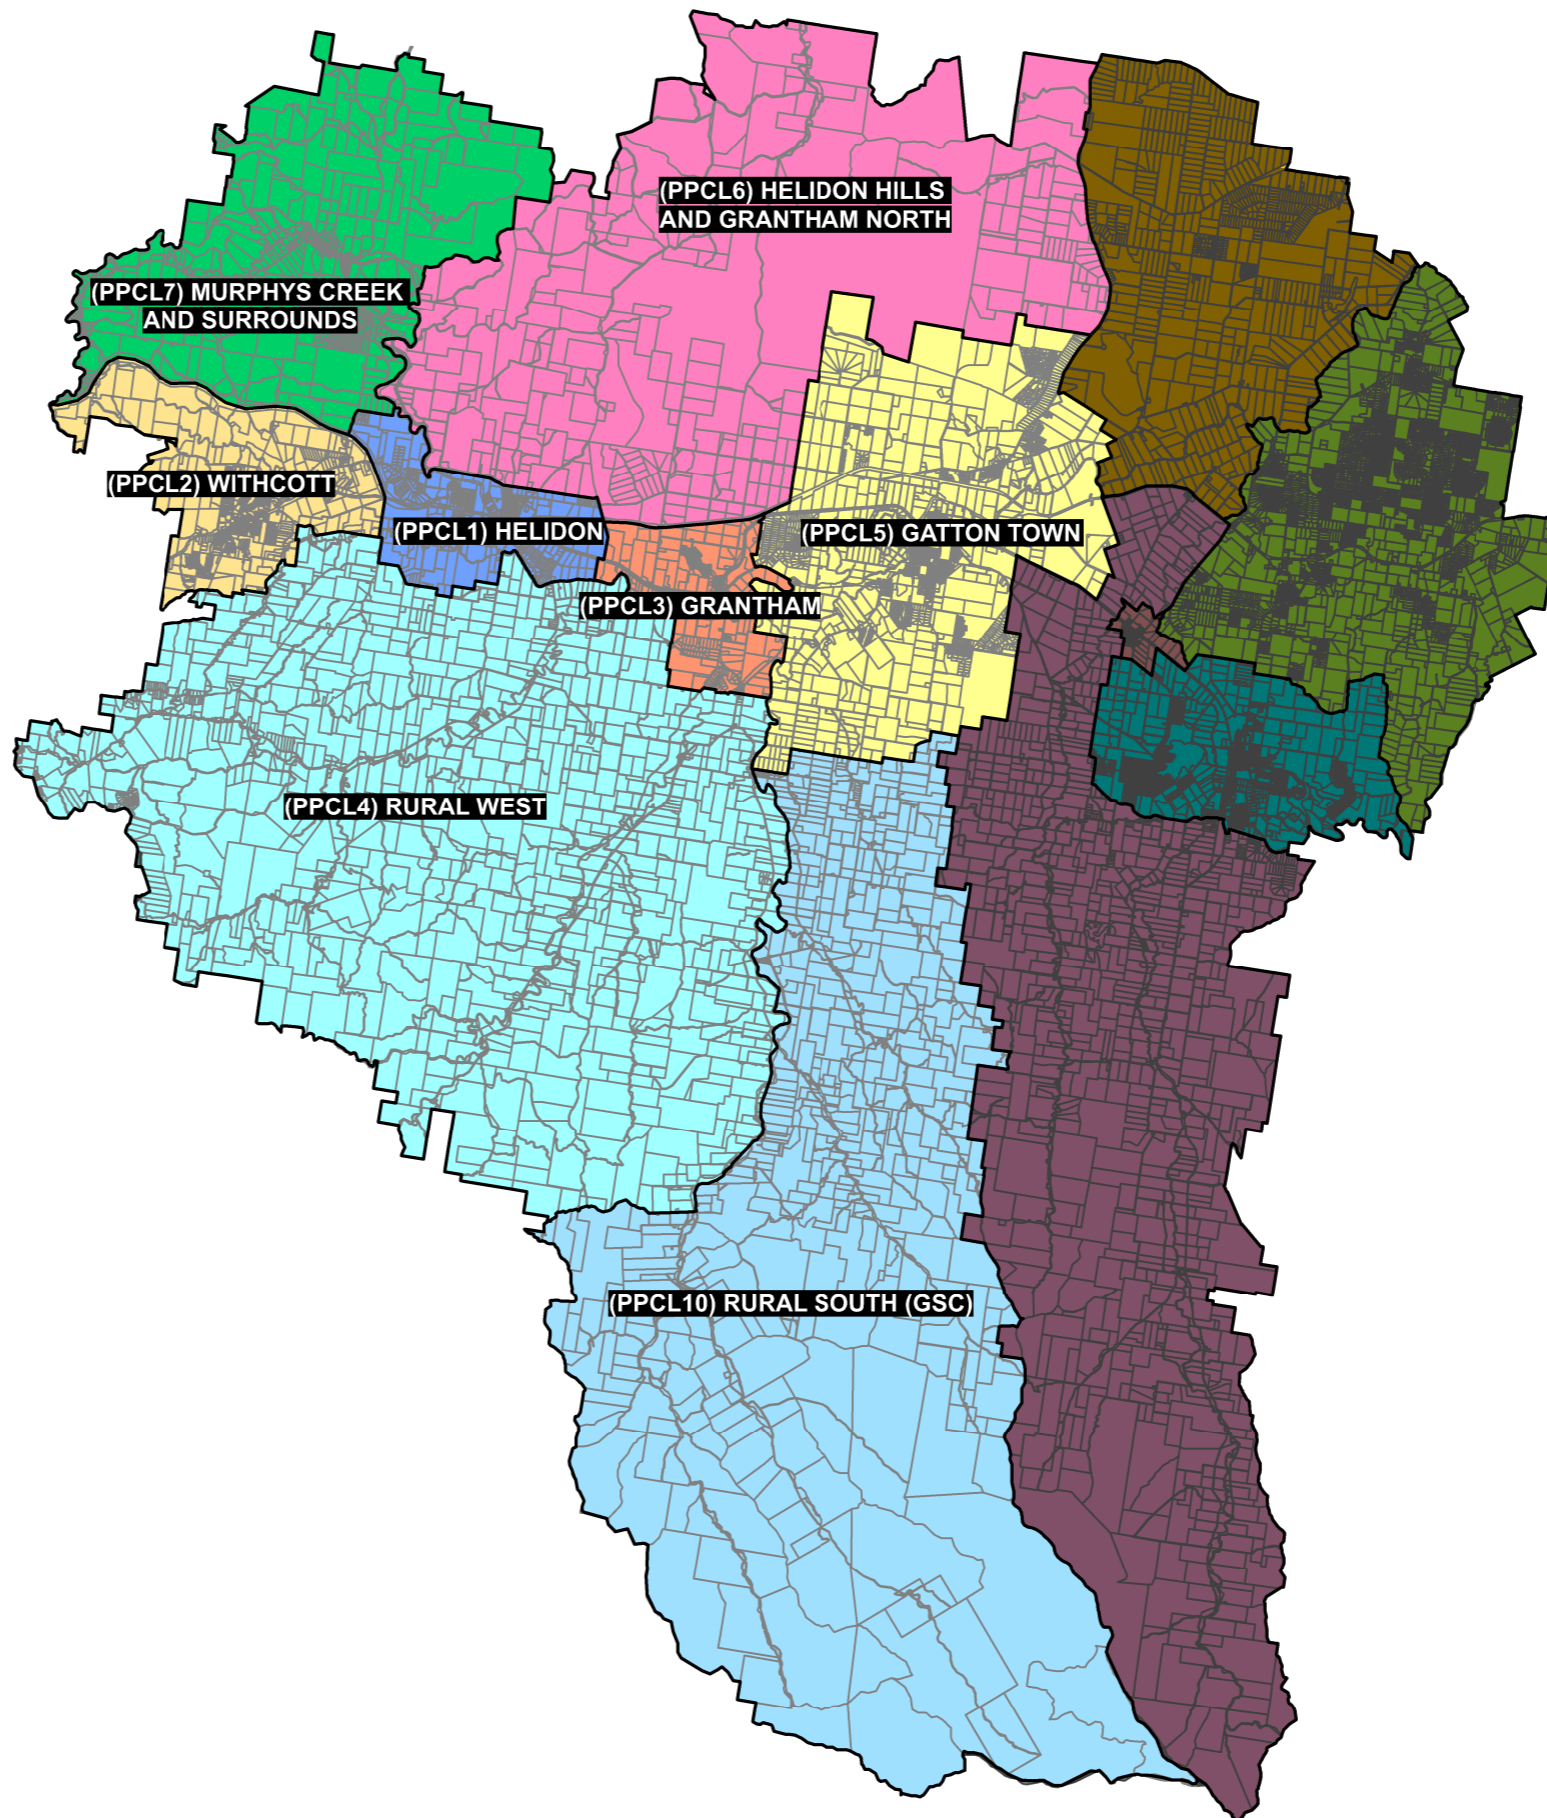 (PPCL6) HELIDON HILLS
AND GRANTHAM NORTH
(PPCL7) MURPHYS CREEK
AND SURROUNDS
(PPCL2) WITHCOTT
(PPCL1) HELIDON
(PPCL5) GATTON TOWN
(PPCL3) GRANTHAM
(PPCL4) RURAL WEST
(PPCL10) RURAL SOUTH (GSC)